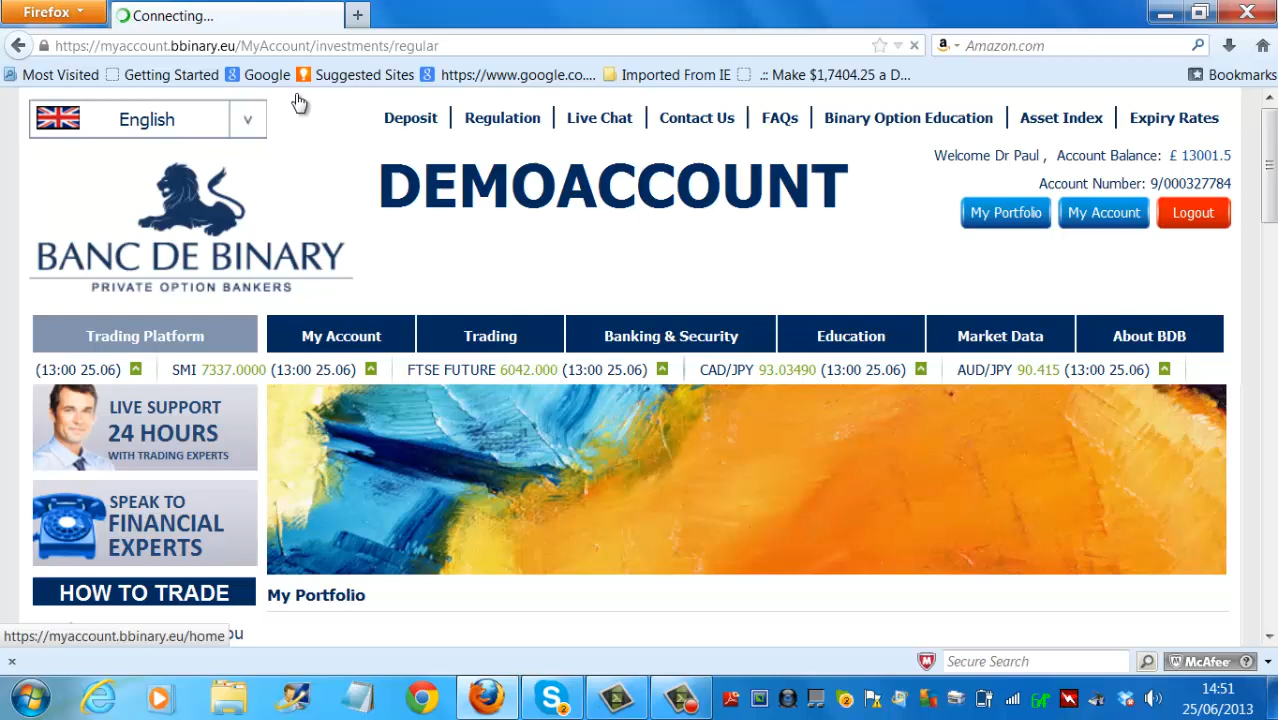 Firefox
Connecting...
https://myaccount.bbinary.eu/MyAccount/investments/regular
Amazon.com
Most Visited
Getting Started
Google
Suggested Sites
https://www.google.co....
Imported From IE
.:: Make $1,7404.25 a D...
Bookmarks
English
Deposit
Regulation
Live Chat
Contact Us
FAQs
Binary Option Education
Asset Index
Expiry Rates
Welcome Dr Paul , Account Balance: £ 13001.5
Account Number: 9/000327784
My Portfolio
My Account
Logout
DEMOACCOUNT
BANC DE BINARY
PRIVATE OPTION BANKERS
Trading Platform
My Account
Trading
Banking & Security
Education
Market Data
About BDB
(13:00 25.06)
SMI 7337.0000 (13:00 25.06)
FTSE FUTURE 6042.000 (13:00 25.06)
CAD/JPY 93.03490 (13:00 25.06)
AUD/JPY 90.415 (13:00 25.06)
LIVE SUPPORT
24 HOURS
WITH TRADING EXPERTS
SPEAK TO
FINANCIAL
EXPERTS
HOW TO TRADE
My Portfolio
https://myaccount.bbinary.eu/home
Secure Search
McAfee
14:51
25/06/2013